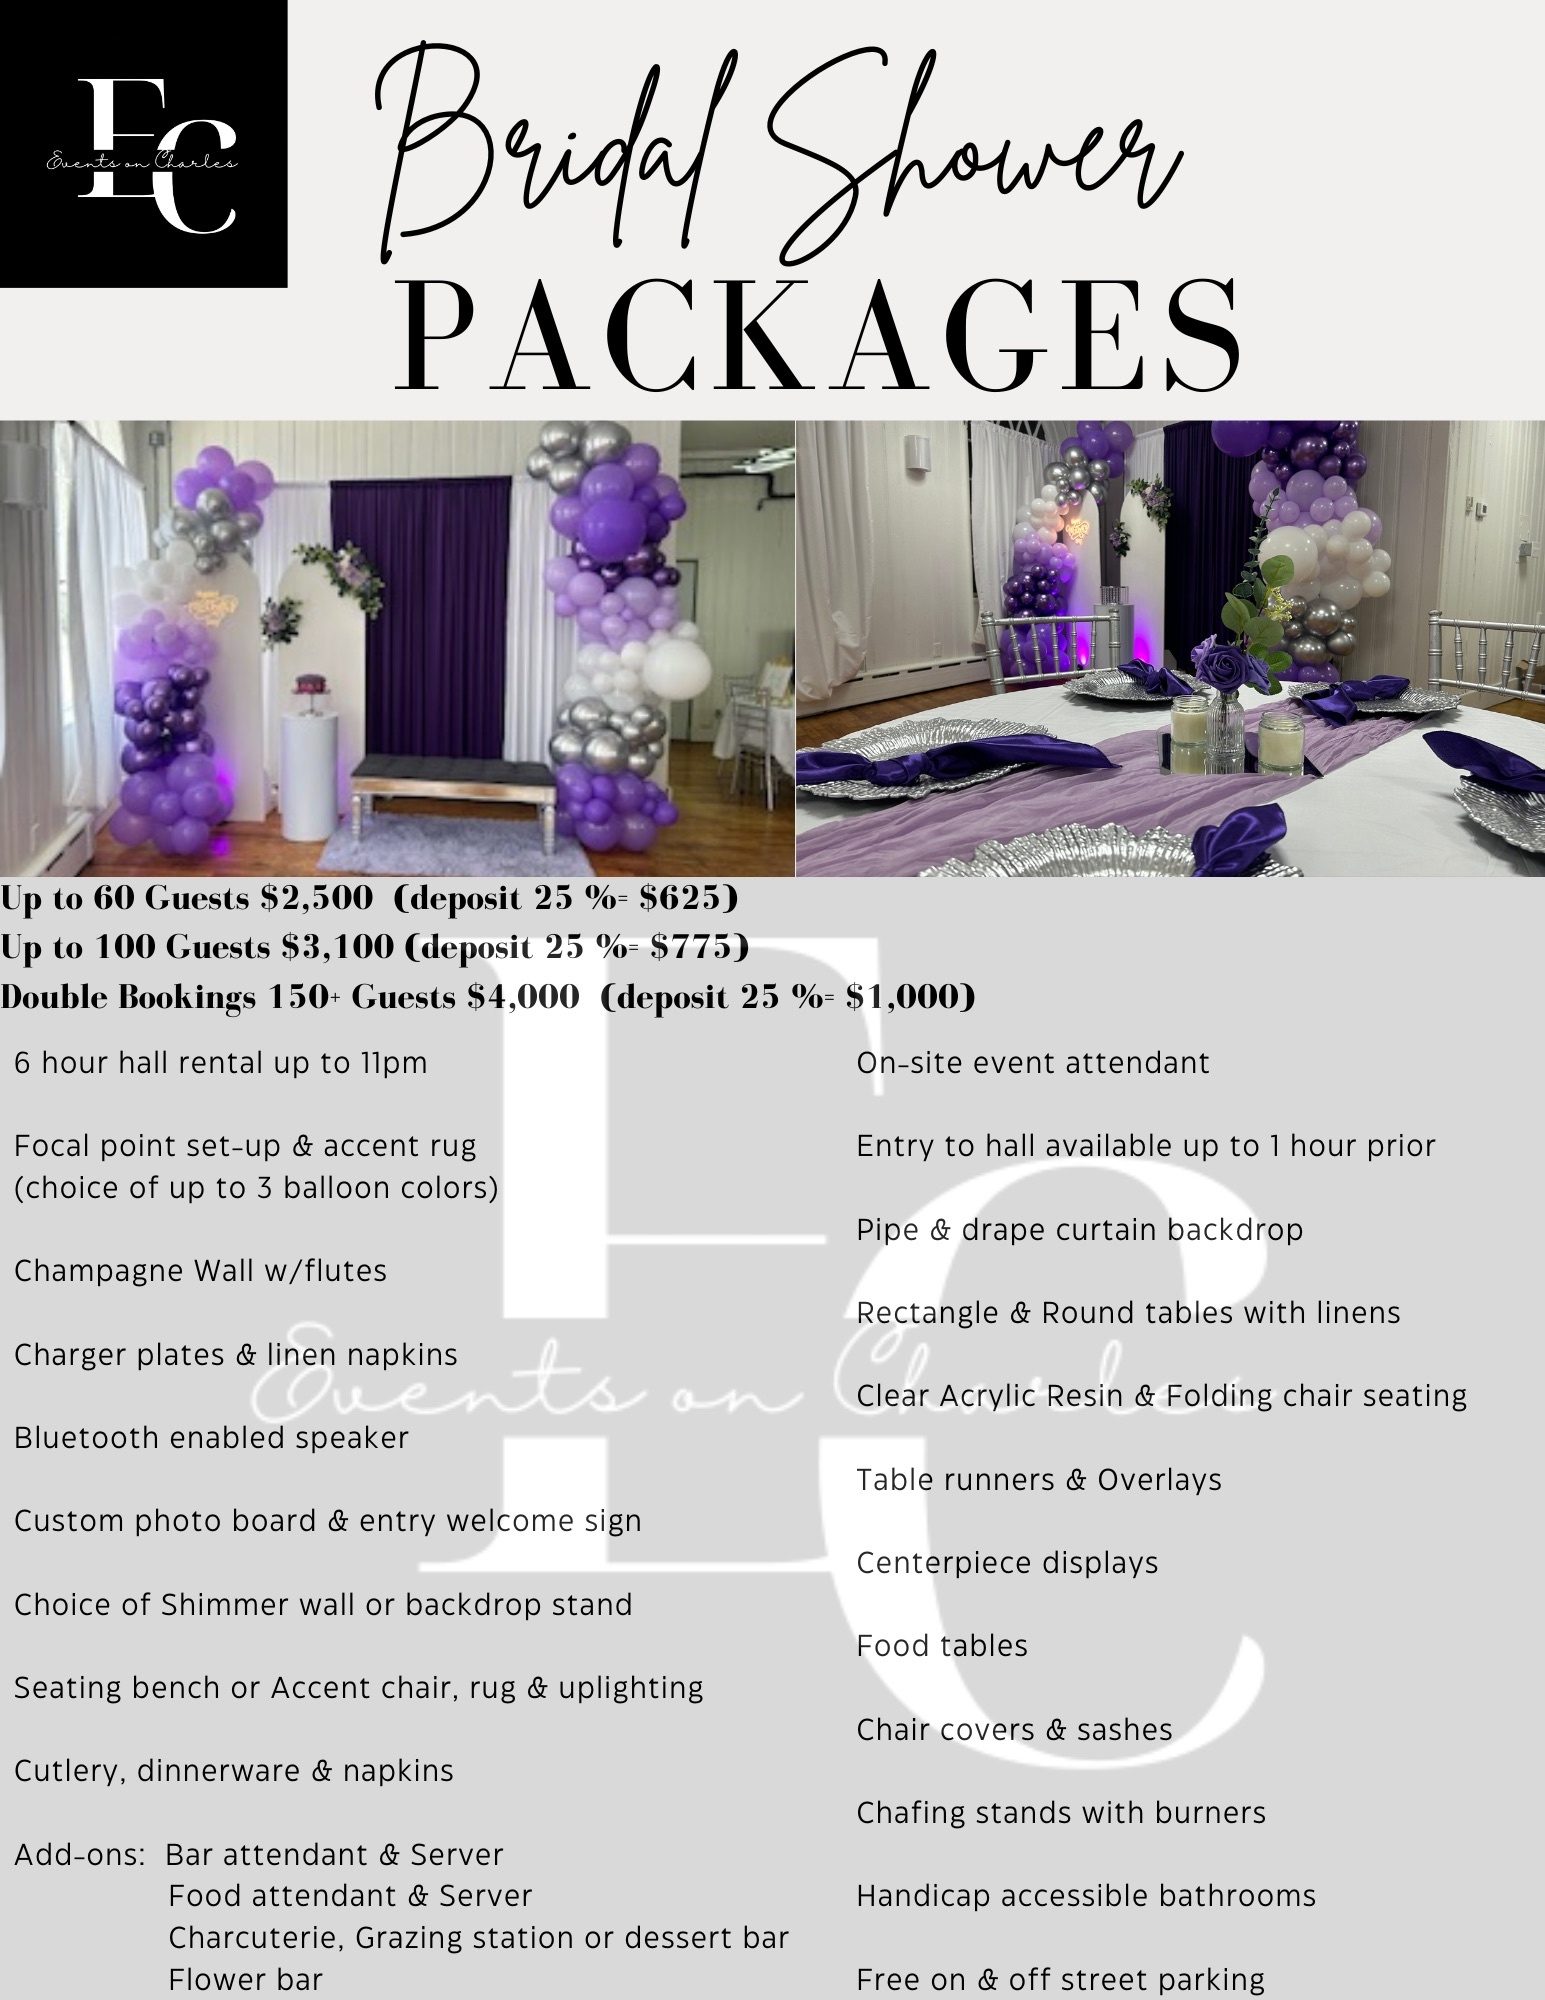 EC
Events on Charles
Bridal Shower
PACKAGES
Up to 60 Guests $2,500 (deposit 25 %= $625)
Up to 100 Guests $3,100 (deposit 25 %= $775)
Double Bookings 150+ Guests $4,000 (deposit 25 %= $1,000)
6 hour hall rental up to 11pm
Focal point set-up & accent rug
(choice of up to 3 balloon colors)
Champagne Wall w/flutes
Charger plates & linen napkins
Bluetooth enabled speaker
Custom photo board & entry welcome sign
Choice of Shimmer wall or backdrop stand
Seating bench or Accent chair, rug & uplighting
Cutlery, dinnerware & napkins
Add-ons: Bar attendant & Server
Food attendant & Server
Charcuterie, Grazing station or dessert bar
Flower bar
On-site event attendant
Entry to hall available up to 1 hour prior
Pipe & drape curtain backdrop
Rectangle & Round tables with linens
Clear Acrylic Resin & Folding chair seating
Table runners & Overlays
Centerpiece displays
Food tables
Chair covers & sashes
Chafing stands with burners
Handicap accessible bathrooms
Free on & off street parking
EC
Events on Charles